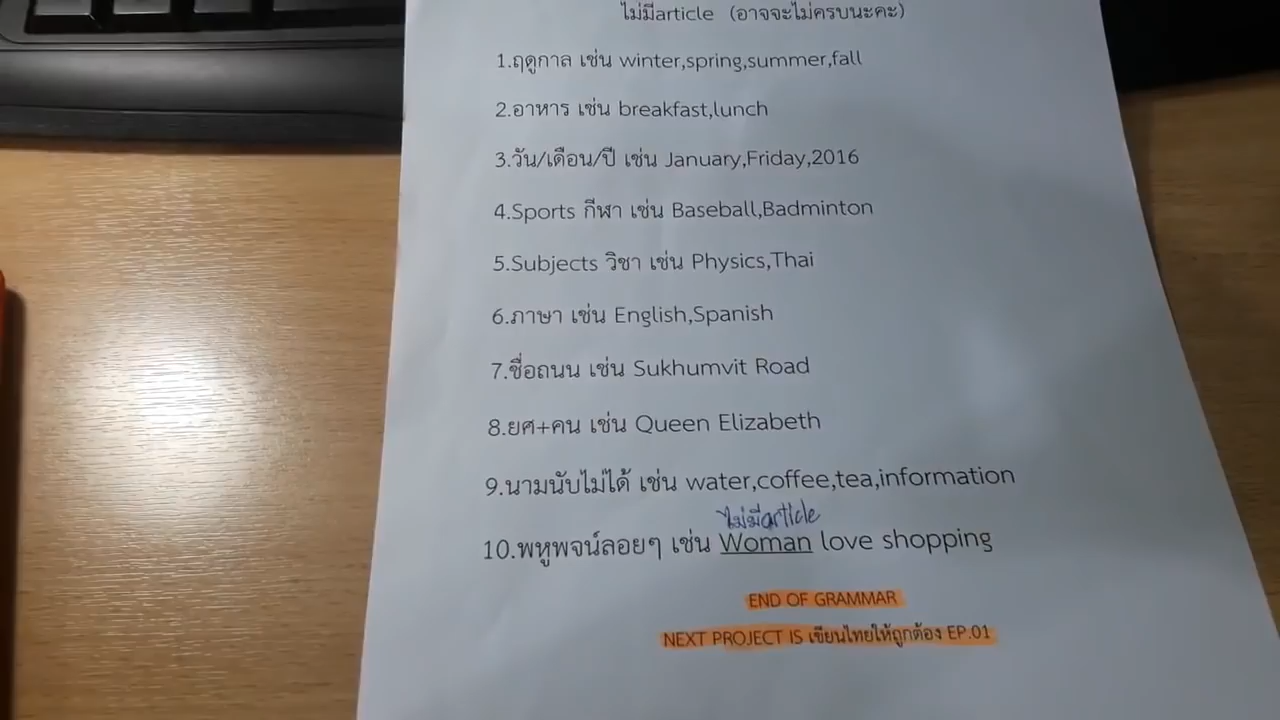 ไม่มีarticle (อาจจะไม่ครบนะคะ)
1.ฤดูกาล เช่น winter,spring,summer,fall
2.อาหาร เช่น breakfast,lunch
3.วัน/เดือน/ปี เช่น January,Friday,2016
4.Sports กีฬา เช่น Baseball,Badminton
5.Subjects วิชา เช่น Physics,Thai
6.ภาษา เช่น English,Spanish
7.ชื่อถนน เช่น Sukhumvit Road
8.ยศ+คน เช่น Queen Elizabeth
9.นามนับไม่ได้ เช่น water,coffee,tea,information
ไม่มีarticle
10.พหูพจน์ลอยๆ เช่น Woman love shopping
END OF GRAMMAR
NEXT PROJECT IS เขียนไทยให้ถูกต้อง EP.01